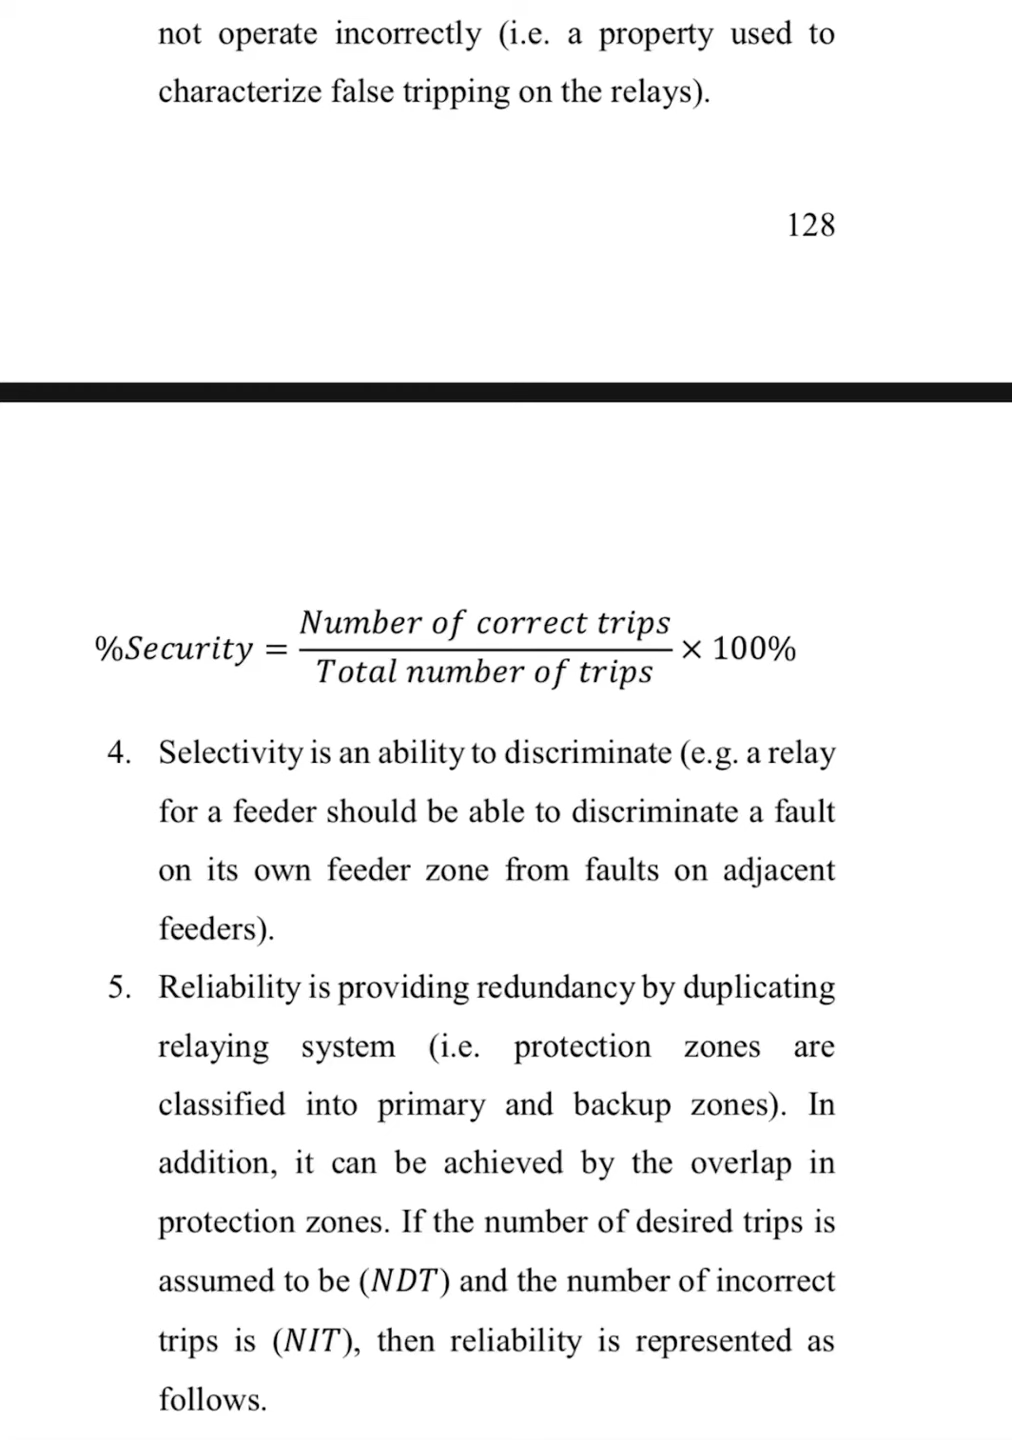 not operate incorrectly (i.e. a property used to
characterize false tripping on the relays).
128
%Security = Number of correct trips / Total number of trips × 100%
4. Selectivity is an ability to discriminate (e.g. a relay
for a feeder should be able to discriminate a fault
on its own feeder zone from faults on adjacent
feeders).
5. Reliability is providing redundancy by duplicating
relaying system (i.e. protection zones are
classified into primary and backup zones). In
addition, it can be achieved by the overlap in
protection zones. If the number of desired trips is
assumed to be (NDT) and the number of incorrect
trips is (NIT), then reliability is represented as
follows.